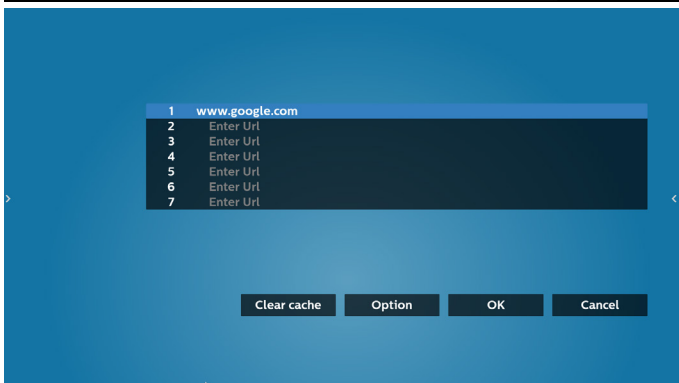 1 www.google.com
2 Enter Url
3 Enter Url
4 Enter Url
5 Enter Url
6 Enter Url
7 Enter Url
Clear cache Option OK Cancel